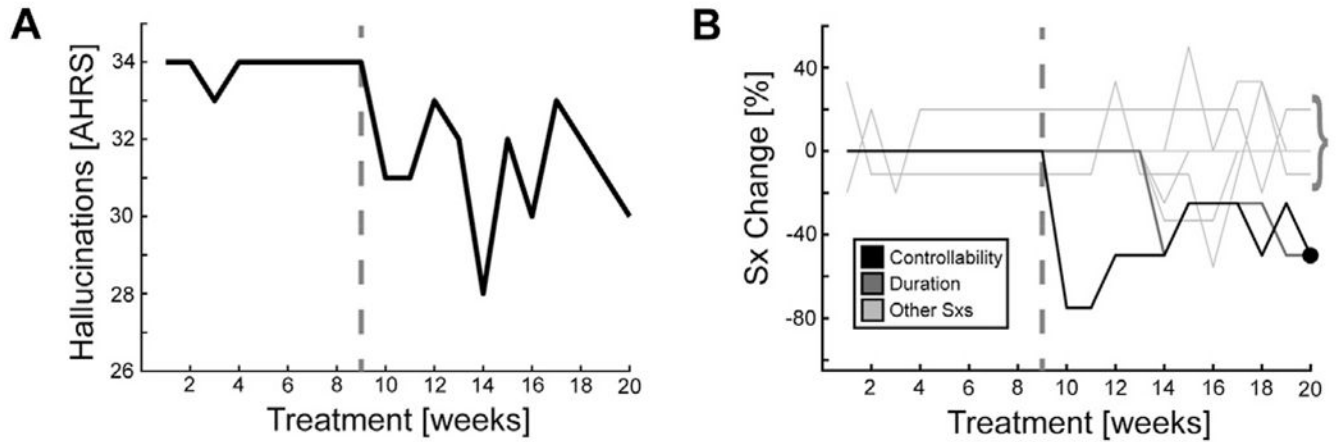 A
Hallucinations [AHRS]
34
32
30
28
26
2 4 6 8 10 12 14 16 18 20
Treatment [weeks]
B
Sx Change [%]
40
0
-40
-80
Controllability
Duration
Other Sxs
2 4 6 8 10 12 14 16 18 20
Treatment [weeks]